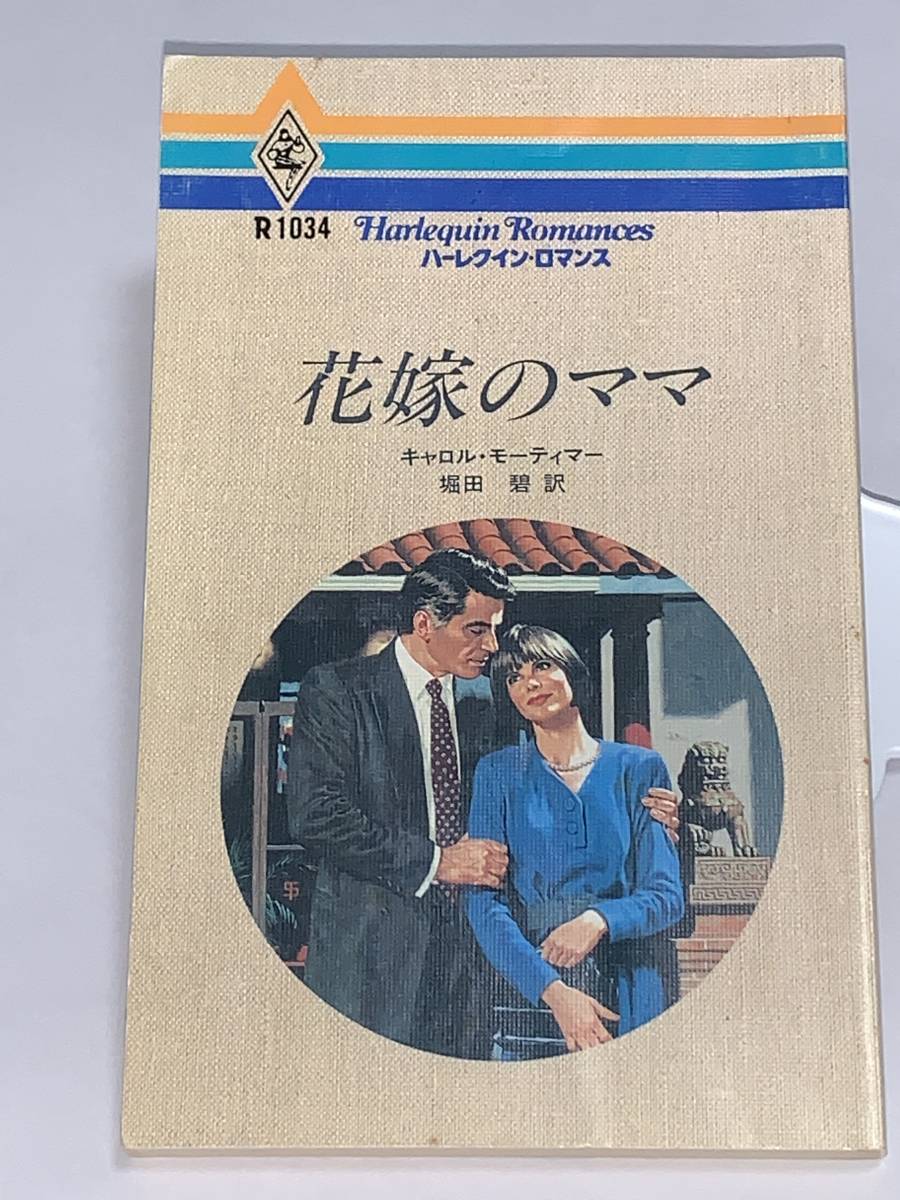 R1034 Harlequin Romances
ハーレクイン・ロマンス
花嫁のママ
キャロル・モーティマー
堀田 碧 訳